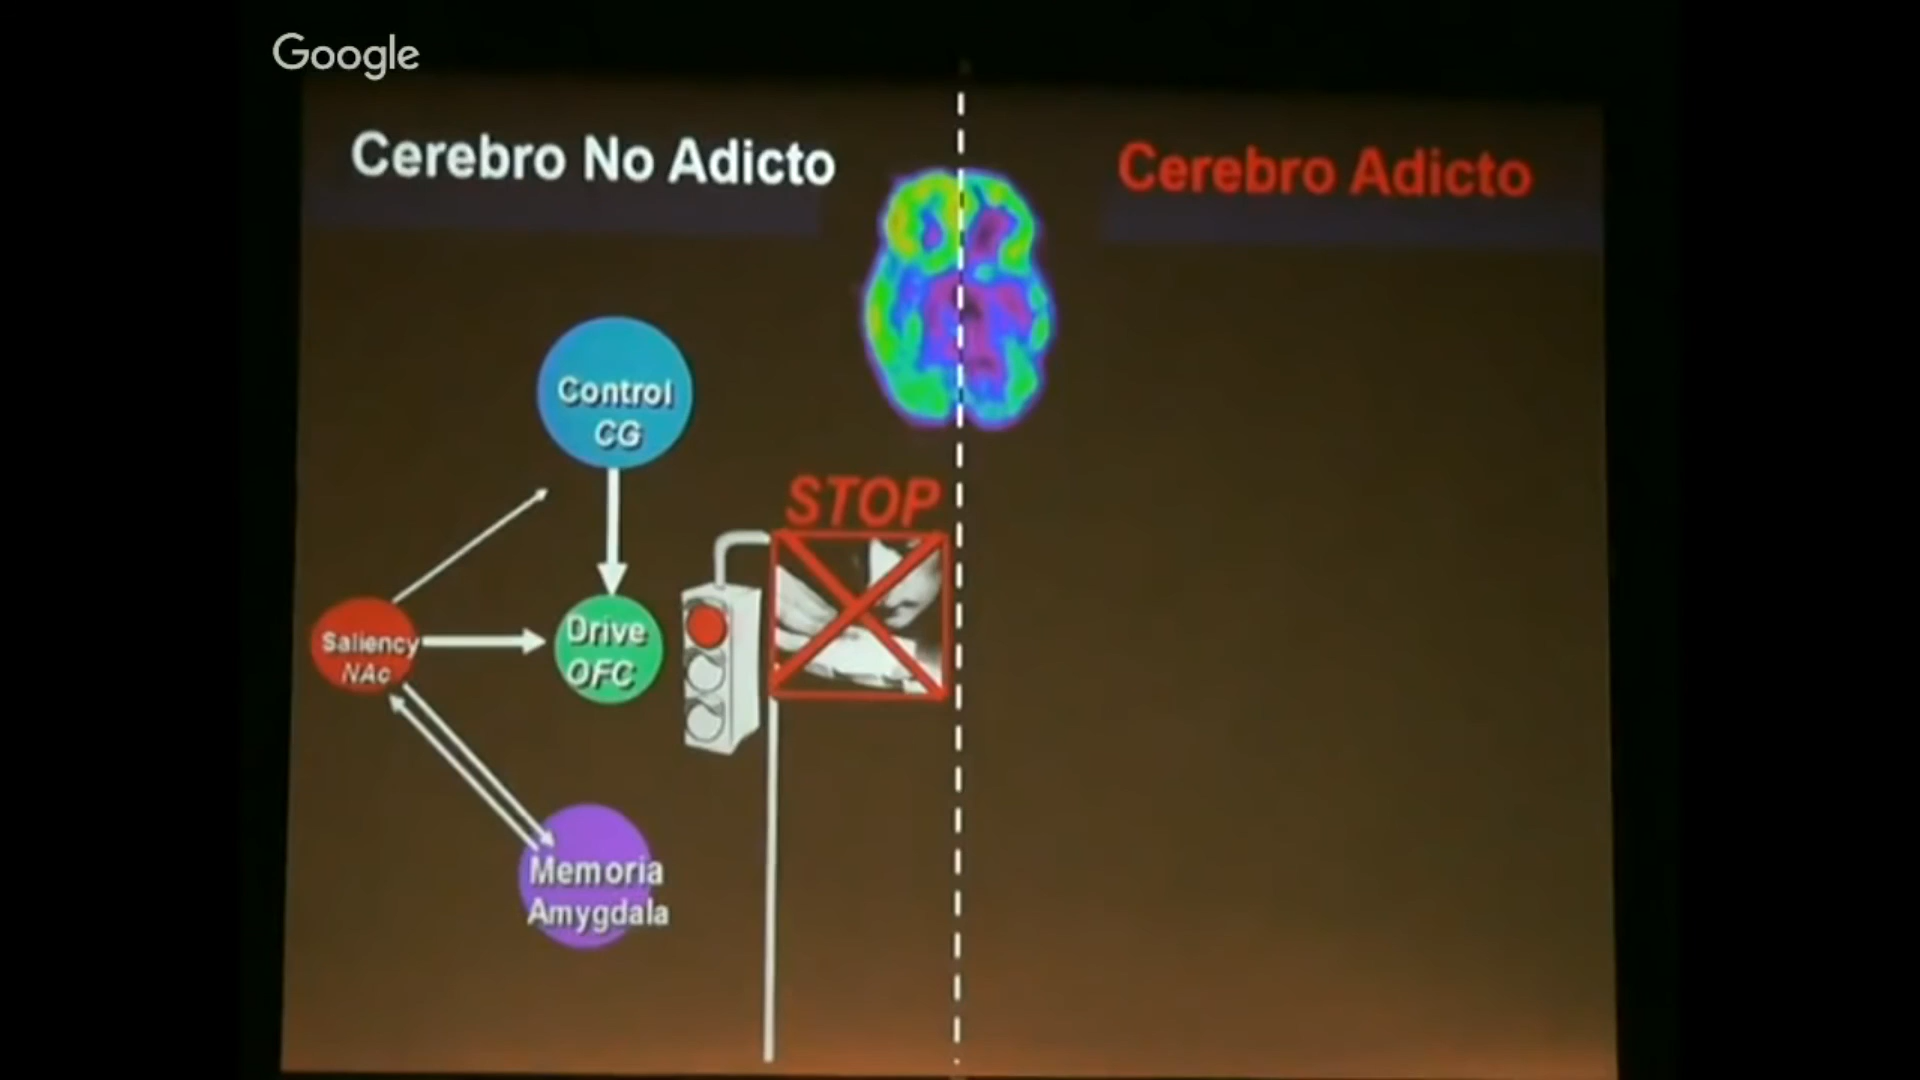 Google
Cerebro No Adicto
Cerebro Adicto
Control
CG
STOP
Saliency
NAc
Drive
OFC
Memoria
Amygdala